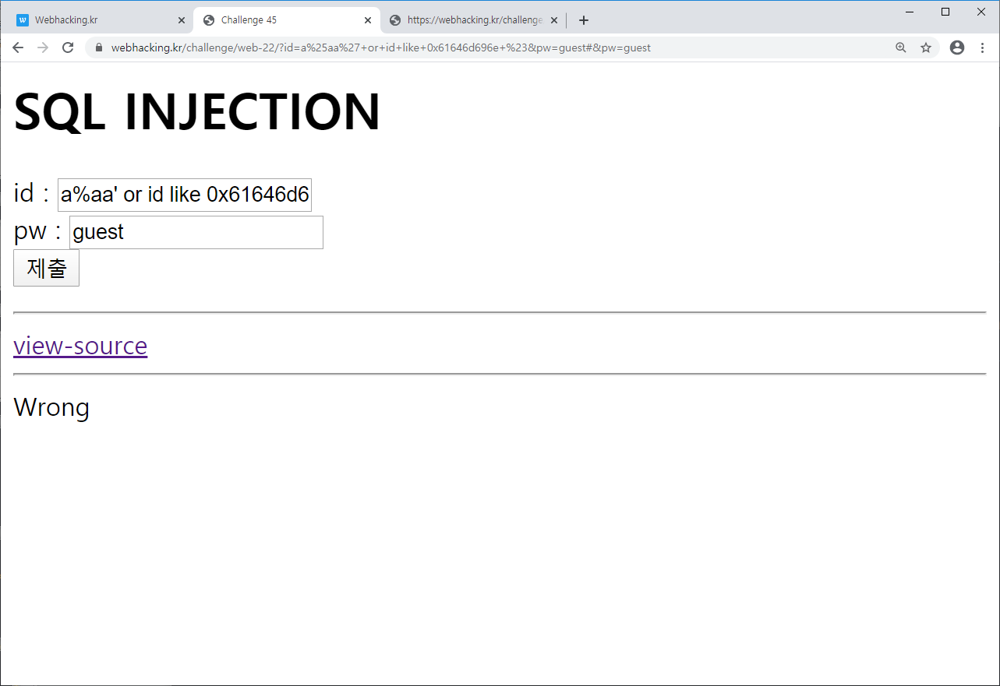 Webhacking.kr
Challenge 45
https://webhacking.kr/challenge
webhacking.kr/challenge/web-22/?id=a%25aa%27+or+id+like+0x61646d696e+%23&pw=guest#&pw=guest
SQL INJECTION
id : a%aa' or id like 0x61646d6
pw : guest
제출
view-source
Wrong